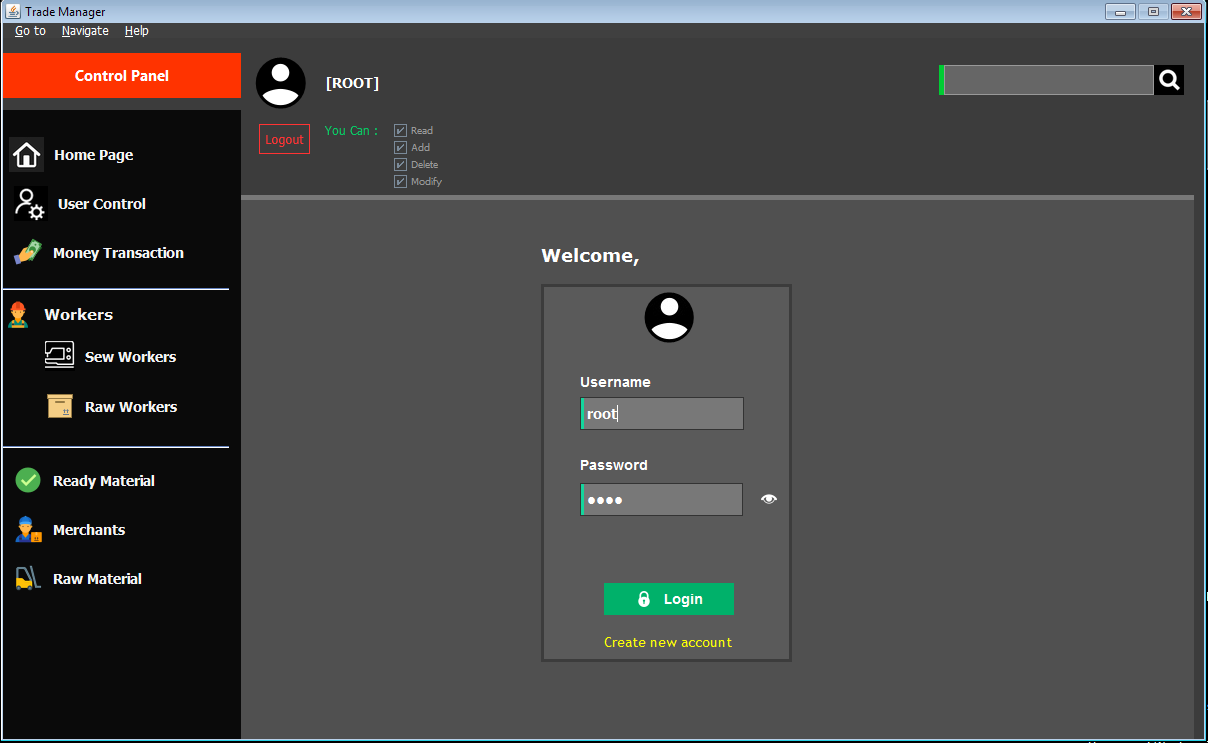 Trade Manager
Go to Navigate Help
Control Panel
[ROOT]
Logout
You Can :
Read
Add
Delete
Modify
Home Page
User Control
Money Transaction
Workers
Sew Workers
Raw Workers
Ready Material
Merchants
Raw Material
Welcome,
Username
root
Password
••••
Login
Create new account